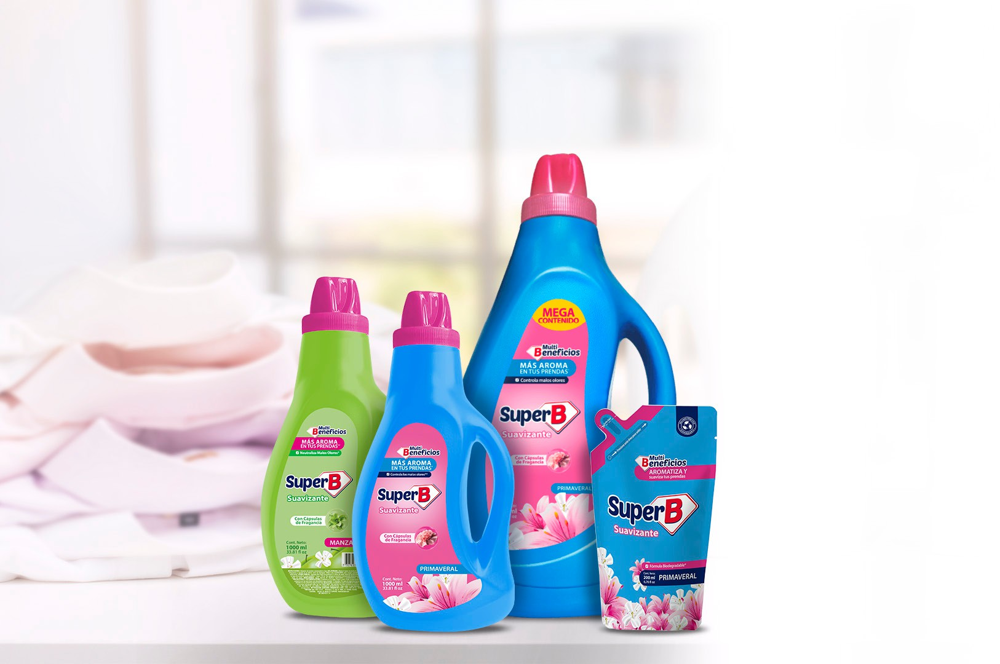 Multi
Beneficios
MÁS AROMA
EN TUS PRENDAS**
Neutraliza Malos Olores*
SuperB
Suavizante
Con Cápsulas
de Fragancia
Cont. Neto:
1000 ml
33.81 fl oz
MANZA
Multi
Beneficios
MÁS AROMA
EN TUS PRENDAS*
Controla los malos olores**
SuperB
Suavizante
Con Cápsulas
de Fragancia
PRIMAVERAL
Cont. Neto:
1000 ml
33.81 fl oz
MEGA
CONTENIDO
Multi
Beneficios
MÁS AROMA
EN TUS PRENDAS*
Controla malos olores
SuperB
Suavizante
Con Cápsulas
de Fragancia
PRIMAVERAL
Multi
Beneficios
AROMATIZA Y
suaviza tus prendas
SuperB
Suavizante
Fórmula Biodegradable*
Cont. Neto:
200 ml
6.76 fl oz
PRIMAVERAL